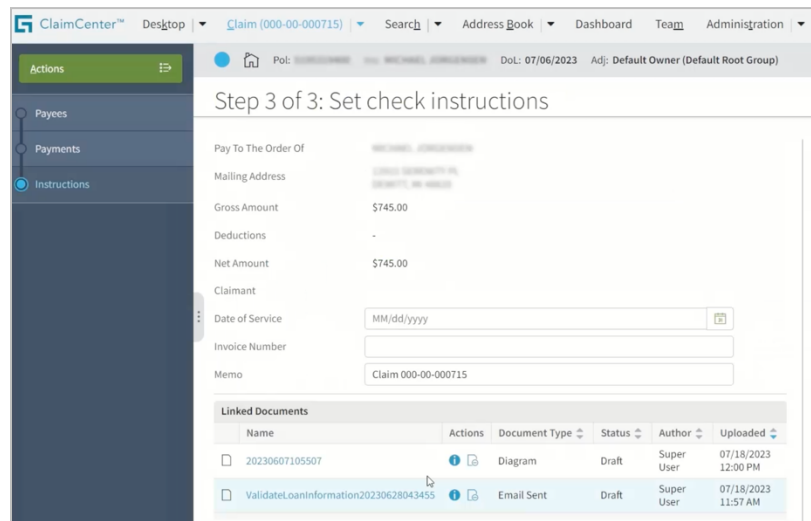 ClaimCenter™ Desktop Claim (000-00-000715) Search Address Book Dashboard Team Administration
Actions
Pol: DoL: 07/06/2023 Adj: Default Owner (Default Root Group)
Payees
Payments
Instructions
Step 3 of 3: Set check instructions
Pay To The Order Of
Mailing Address
Gross Amount $745.00
Deductions -
Net Amount $745.00
Claimant
Date of Service MM/dd/yyyy
Invoice Number
Memo Claim 000-00-000715
Linked Documents
Name Actions Document Type Status Author Uploaded
20230607105507 Diagram Draft Super User 07/18/2023 12:00 PM
ValidateLoanInformation20230628043455 Email Sent Draft Super User 07/18/2023 11:57 AM